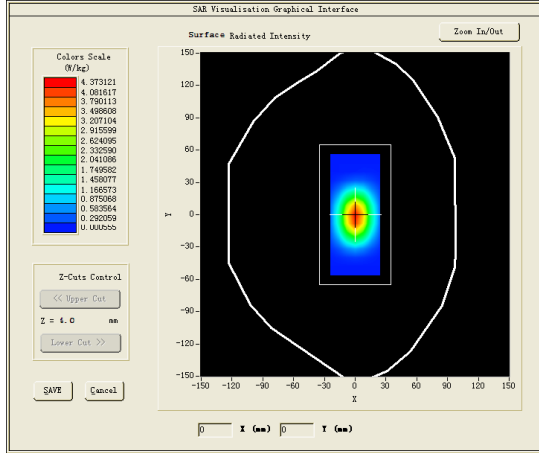 SAR Visualisation Graphical Interface
Surface Radiated Intensity
Zoom In/Out
Colors Scale
(W/kg)
4.373121
4.081617
3.790113
3.498608
3.207104
2.915599
2.624095
2.332590
2.041086
1.749582
1.458077
1.166573
0.875068
0.583564
0.292059
0.000555
Z-Cuts Control
<< Upper Cut
Z = 4.0 mm
Lower Cut >>
SAVE Cancel
150
120
90
60
30
0
-30
-60
-90
-120
-150
Y
-150 -120 -90 -60 -30 0 30 60 90 120 150
X
0 X (mm) 0 Y (mm)